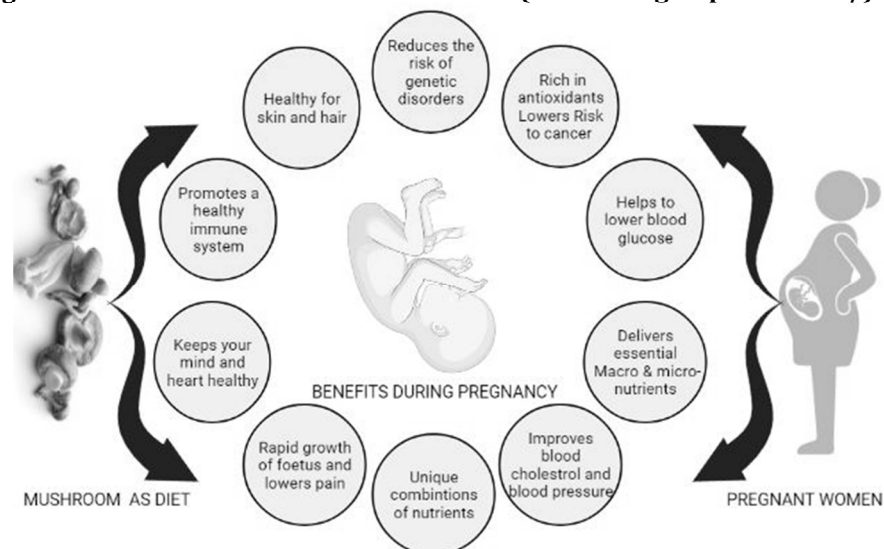 Reduces the
risk of
genetic
disorders
Healthy for
skin and hair
Rich in
antioxidants
Lowers Risk
to cancer
Promotes a
healthy
immune
system
Helps to
lower blood
glucose
Keeps your
mind and
heart healthy
Delivers
essential
Macro & micro-
nutrients
BENEFITS DURING PREGNANCY
Rapid growth
of foetus and
lowers pain
Unique
combintions
of nutrients
Improves
blood
cholestrol and
blood pressure
MUSHROOM AS DIET
PREGNANT WOMEN